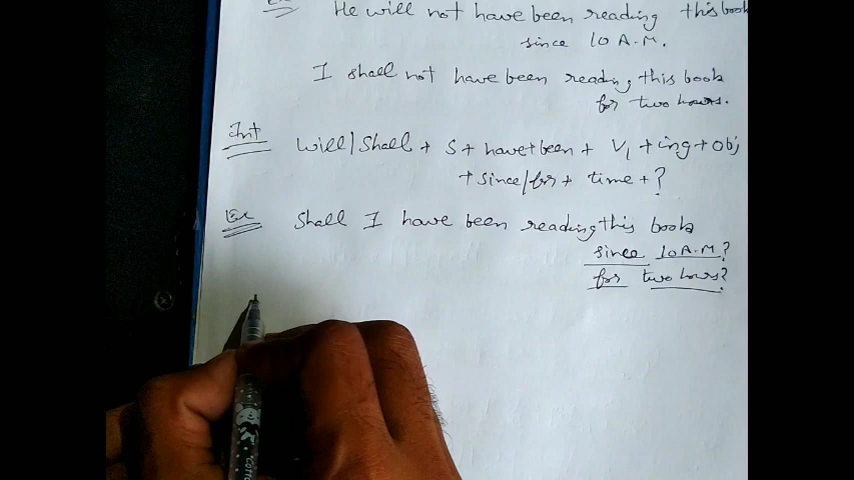 Ex He will not have been reading this book
since 10 A.M.
I shall not have been reading this book
for two hours.
Int will/shall + S + have+been + V1 + ing + obj
+ since/for + time + ?
Ex Shall I have been reading this book
since 10 A.M?
for two hours?